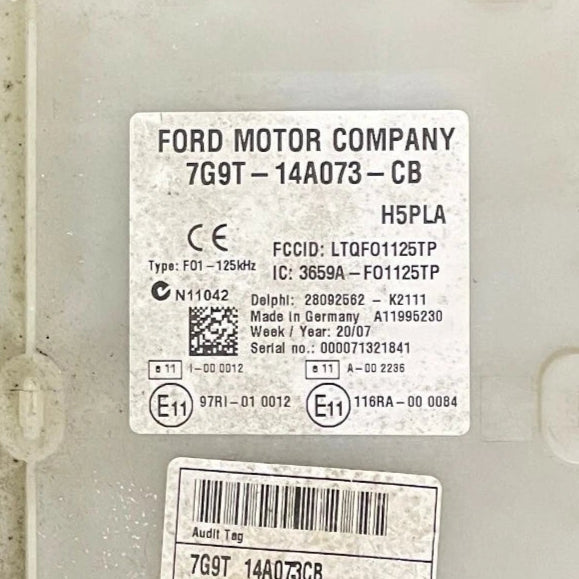 FORD MOTOR COMPANY
7G9T-14A073-CB
H5PLA
CE
FCCID: LTQFO1125TP
Type: F01-125kHz
IC: 3659A-FO1125TP
N11042
Delphi: 28092562 - K2111
Made in Germany A11995230
Week / Year: 20/07
Serial no.: 000071321841
e 11 I-00 0012
e 11 A-00 2236
E11 97RI-01 0012
E11 116RA-00 0084
Audit Tag
7G9T 14A073CB